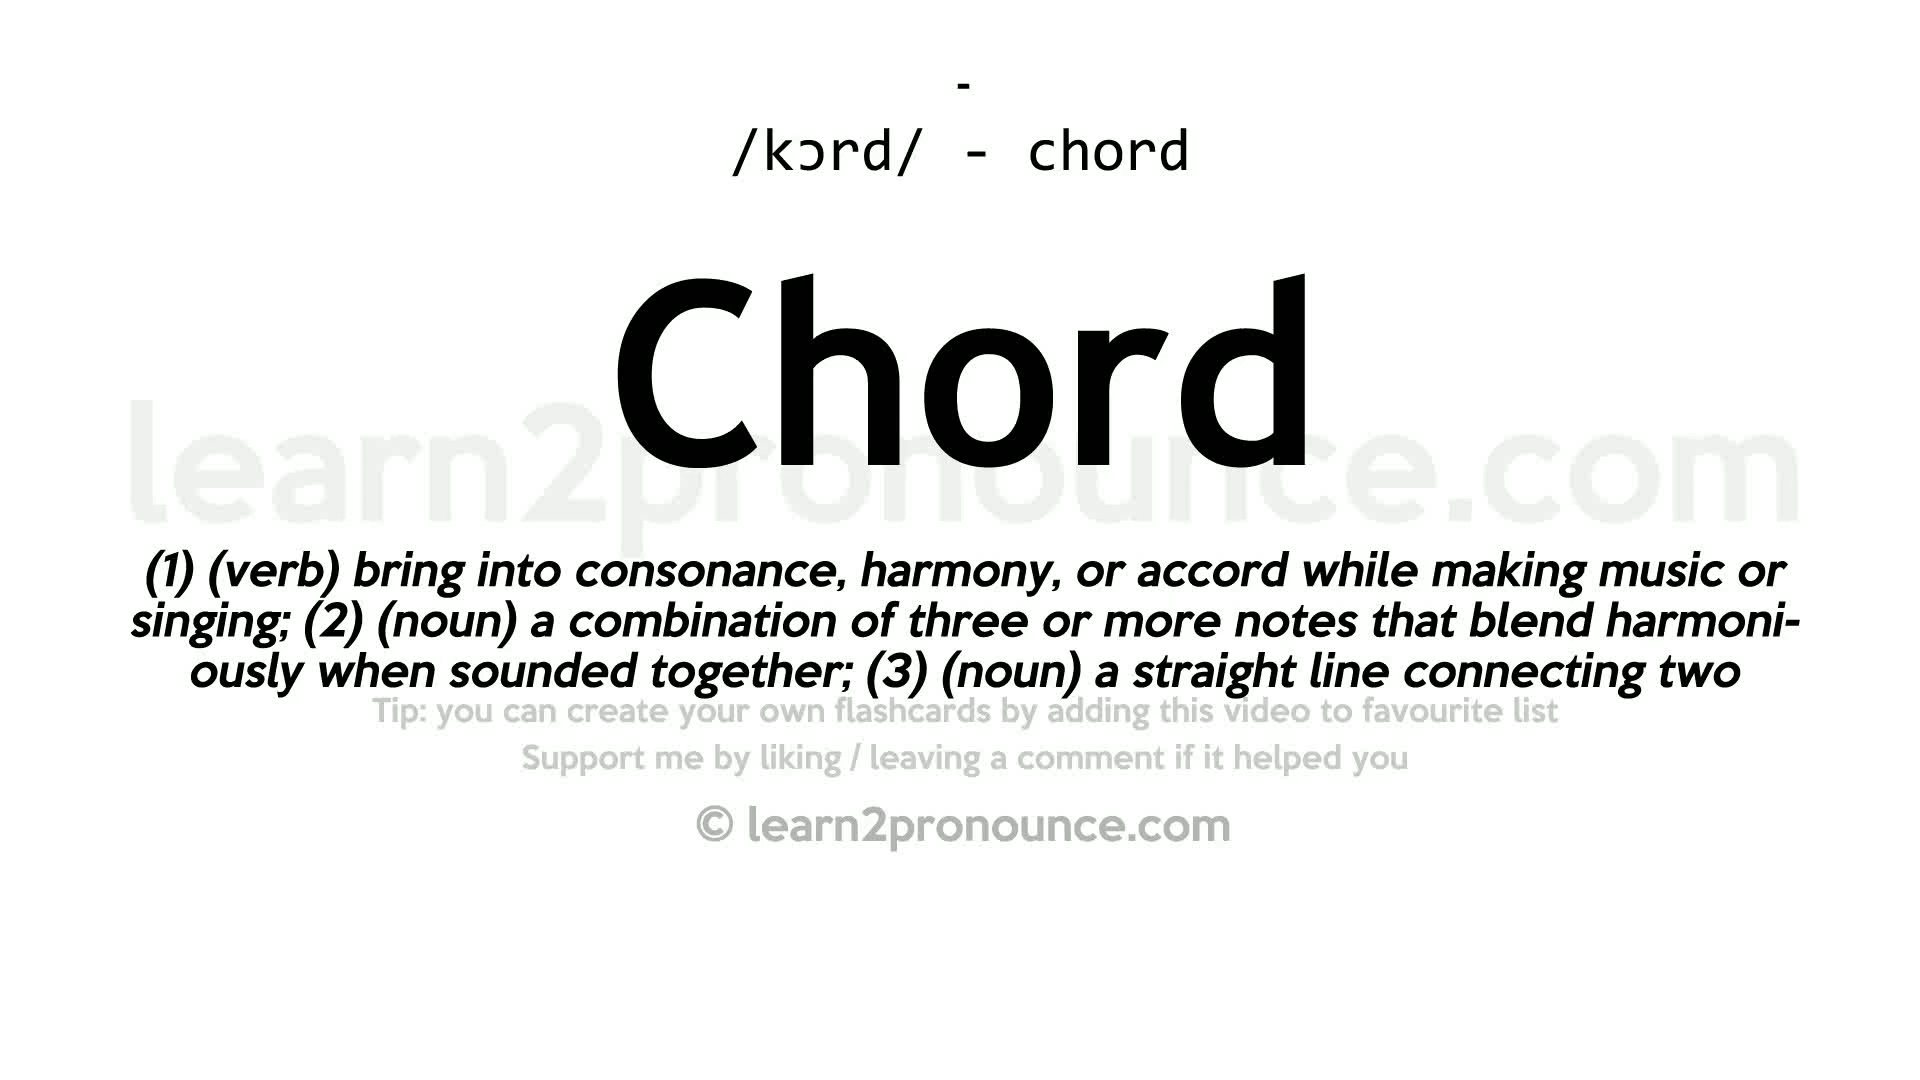 -
/kɔrd/ - chord
Chord
learn2pronounce.com
(1) (verb) bring into consonance, harmony, or accord while making music or
singing; (2) (noun) a combination of three or more notes that blend harmoni-
ously when sounded together; (3) (noun) a straight line connecting two
Tip: you can create your own flashcards by adding this video to favourite list
Support me by liking / leaving a comment if it helped you
© learn2pronounce.com